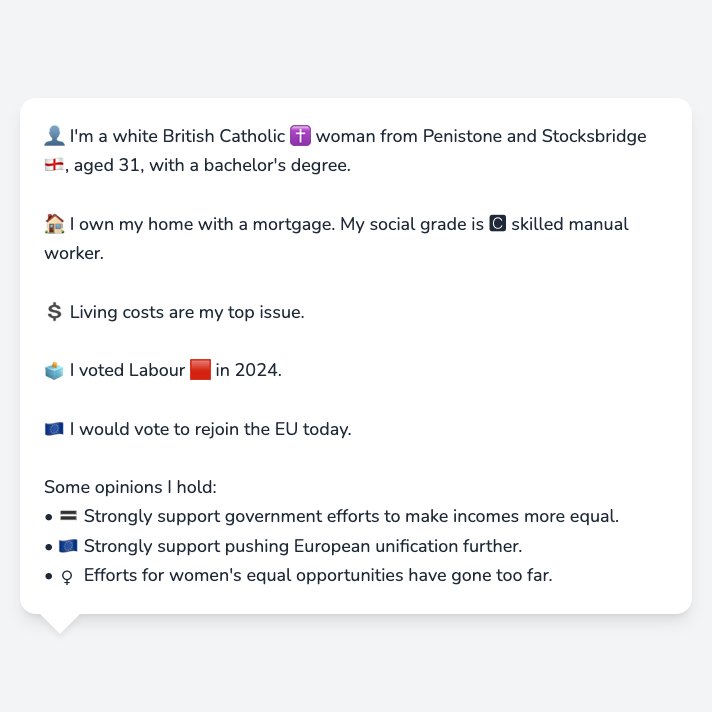 👤 I'm a white British Catholic ✝️ woman from Penistone and Stocksbridge
🏴󠁧󠁢󠁥󠁮󠁧󠁿, aged 31, with a bachelor's degree.
🏠 I own my home with a mortgage. My social grade is 🅲 skilled manual
worker.
💲 Living costs are my top issue.
🗳️ I voted Labour 🟥 in 2024.
🇪🇺 I would vote to rejoin the EU today.
Some opinions I hold:
• 🟰 Strongly support government efforts to make incomes more equal.
• 🇪🇺 Strongly support pushing European unification further.
• ♀ Efforts for women's equal opportunities have gone too far.